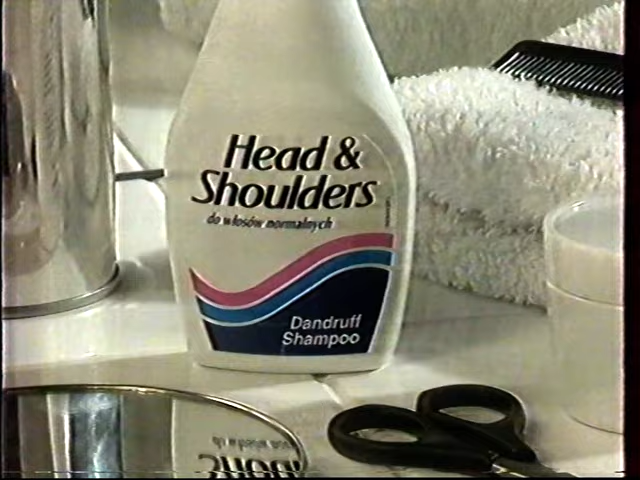 Head &
Shoulders
do włosów normalnych
Dandruff
Shampoo